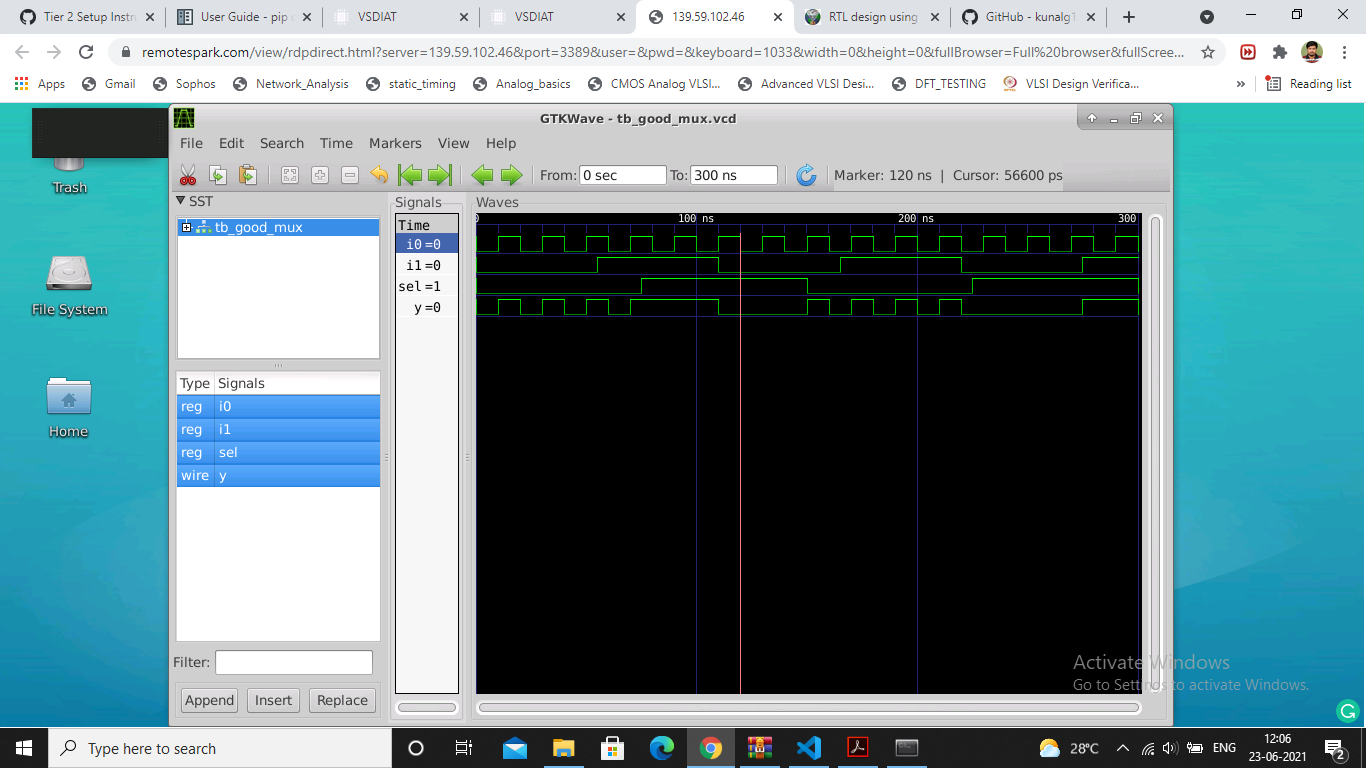 Tier 2 Setup Instru
User Guide - pip
VSDIAT
VSDIAT
139.59.102.46
RTL design using
GitHub - kunalg1
remotespark.com/view/rdpdirect.html?server=139.59.102.46&port=3389&user=&pwd=&keyboard=1033&width=0&height=0&fullBrowser=Full%20browser&fullScree...
Apps
Gmail
Sophos
Network_Analysis
static_timing
Analog_basics
CMOS Analog VLSI...
Advanced VLSI Desi...
DFT_TESTING
VLSI Design Verifica...
»
Reading list
GTKWave - tb_good_mux.vcd
File Edit Search Time Markers View Help
From: 0 sec To: 300 ns Marker: 120 ns | Cursor: 56600 ps
SST
tb_good_mux
Signals
Waves
Time
0 100 ns 200 ns 300
i0 =0
i1 =0
sel =1
y =0
Type Signals
reg i0
reg i1
reg sel
wire y
Filter:
Append Insert Replace
Trash
File System
Home
Activate Windows
Go to Settings to activate Windows.
Type here to search
28°C
ENG
12:06
23-06-2021
2